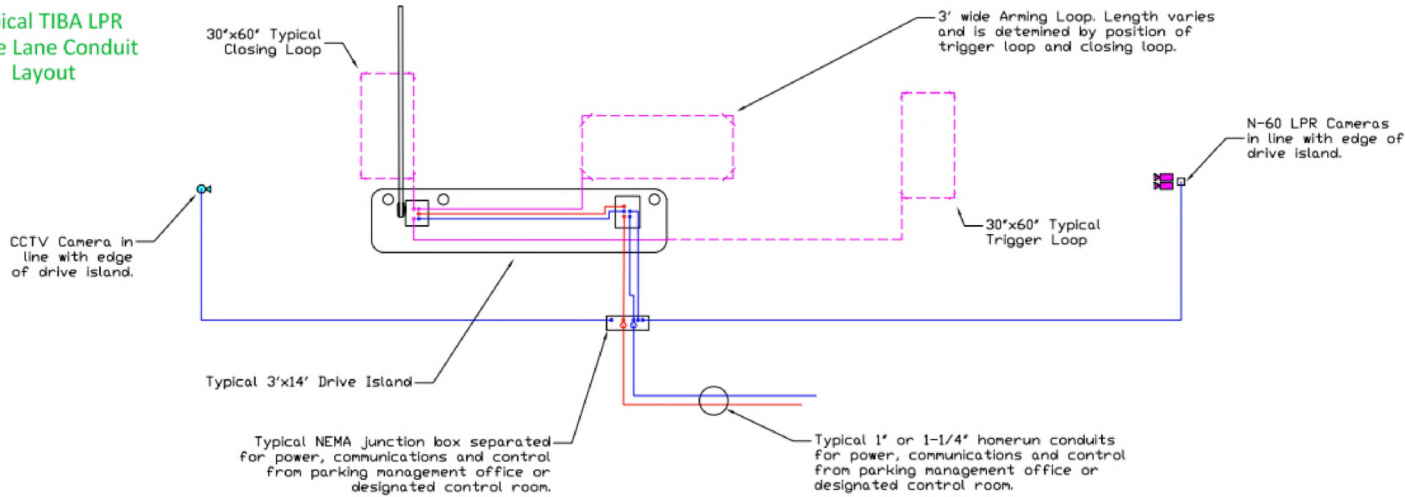 ical TIBA LPR
e Lane Conduit
Layout
30"x60" Typical
Closing Loop
3' wide Arming Loop. Length varies
and is detemined by position of
trigger loop and closing loop.
N-60 LPR Cameras
in line with edge of
drive island.
CCTV Camera in
line with edge
of drive island.
30"x60" Typical
Trigger Loop
Typical 3'x14' Drive Island
Typical NEMA junction box separated
for power, communications and control
from parking management office or
designated control room.
Typical 1" or 1-1/4" homerun conduits
for power, communications and control
from parking management office or
designated control room.